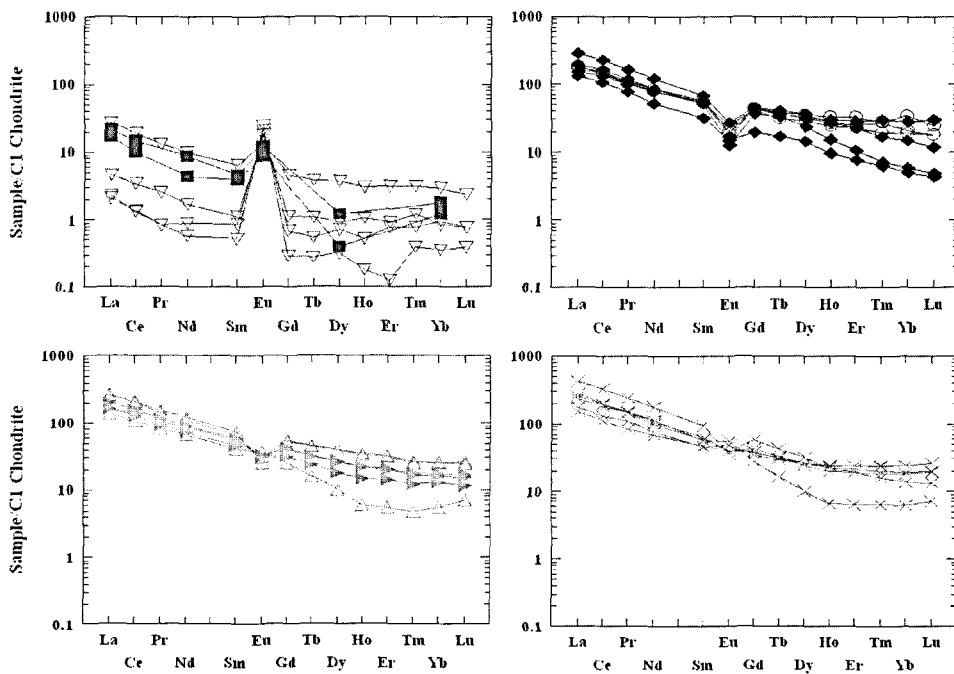 Sample/C1 Chondrite
1000
100
10
1
0.1
La Pr Eu Tb Ho Tm Lu
Ce Nd Sm Gd Dy Er Yb
1000
100
10
1
0.1
La Pr Eu Tb Ho Tm Lu
Ce Nd Sm Gd Dy Er Yb
Sample/C1 Chondrite
1000
100
10
1
0.1
La Pr Eu Tb Ho Tm Lu
Ce Nd Sm Gd Dy Er Yb
1000
100
10
1
0.1
La Pr Eu Tb Ho Tm Lu
Ce Nd Sm Gd Dy Er Yb